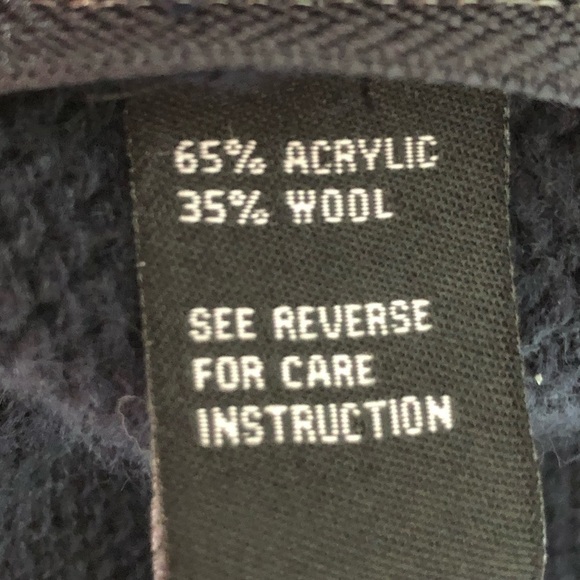 65% ACRYLIC
35% WOOL
SEE REVERSE
FOR CARE
INSTRUCTION